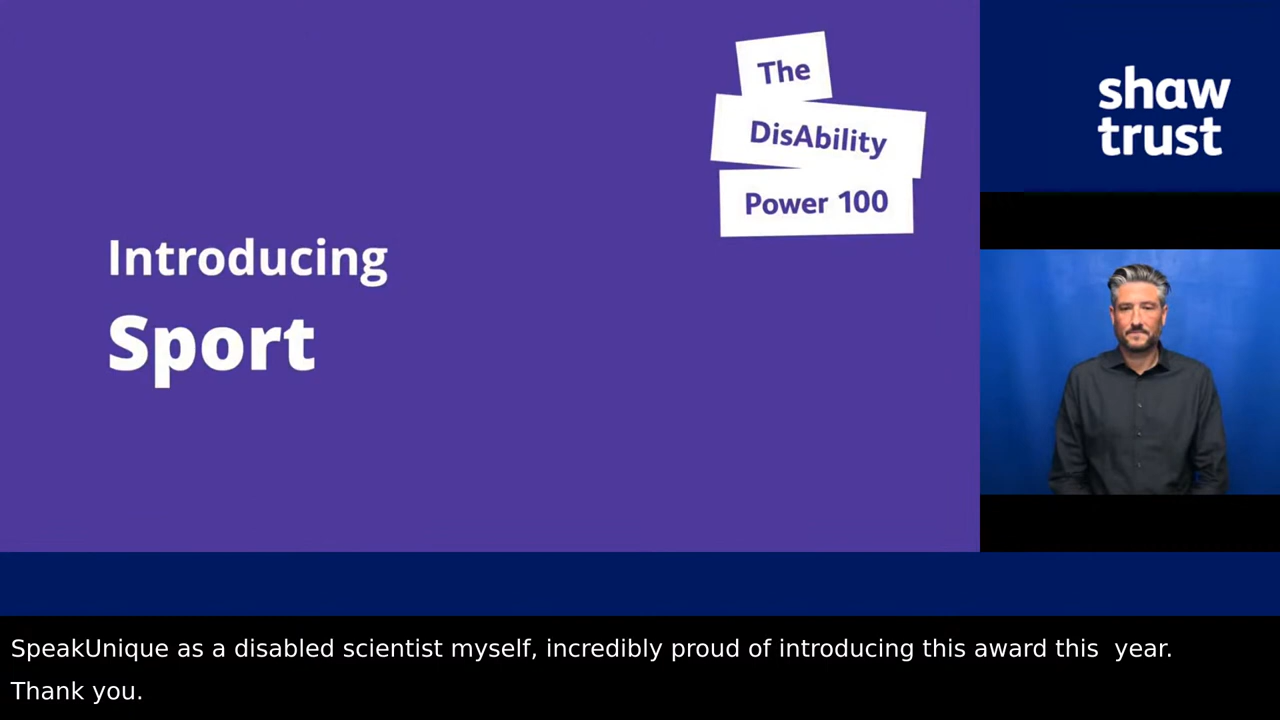 The
DisAbility
Power 100
shaw
trust
Introducing
Sport
SpeakUnique as a disabled scientist myself, incredibly proud of introducing this award this  year.
Thank you.